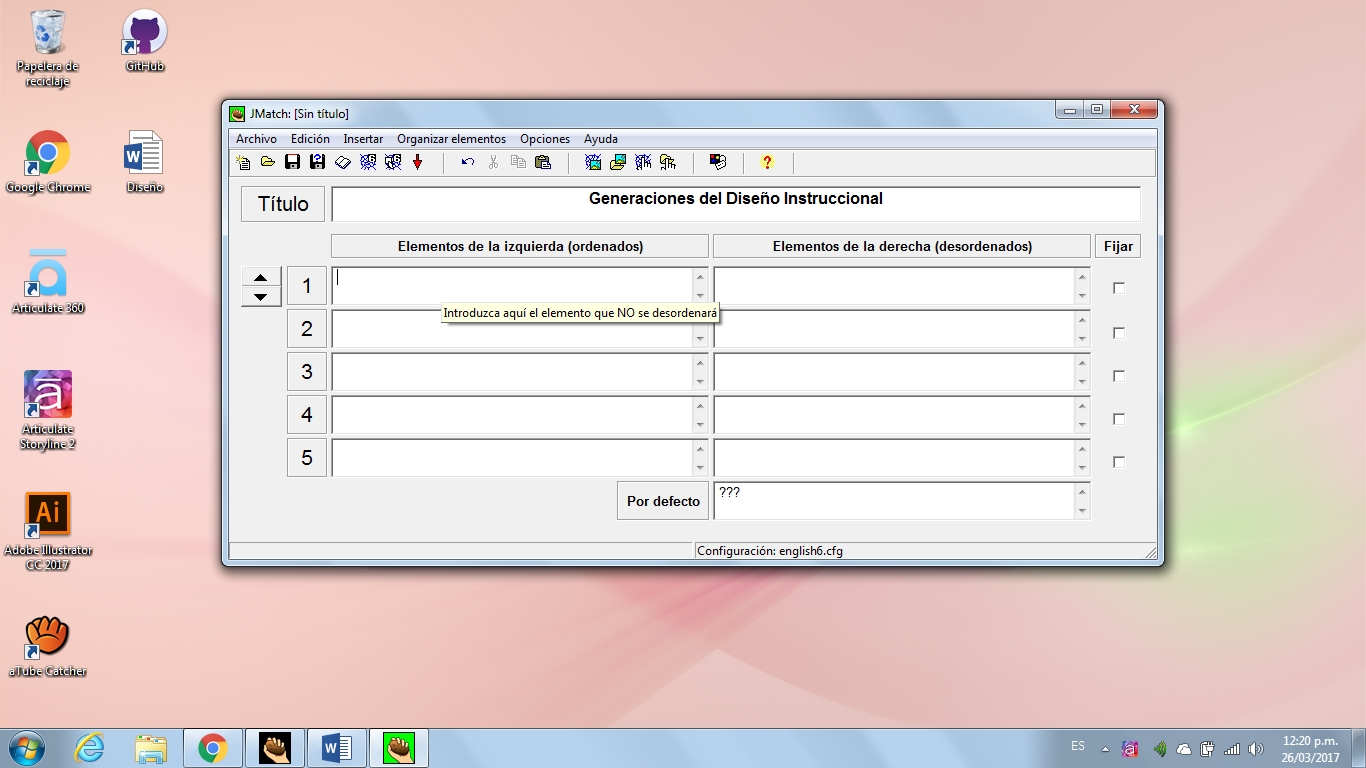 Papelera de
reciclaje
GitHub
Google Chrome
Diseño
Articulate 360
Articulate
Storyline 2
Ai
Adobe Illustrator
CC 2017
aTube Catcher
JMatch: [Sin título]
Archivo Edición Insertar Organizar elementos Opciones Ayuda
Título
Generaciones del Diseño Instruccional
Elementos de la izquierda (ordenados)
Elementos de la derecha (desordenados)
Fijar
1
Introduzca aquí el elemento que NO se desordenará
2
3
4
5
Por defecto
???
Configuración: english6.cfg
ES
12:20 p.m.
26/03/2017